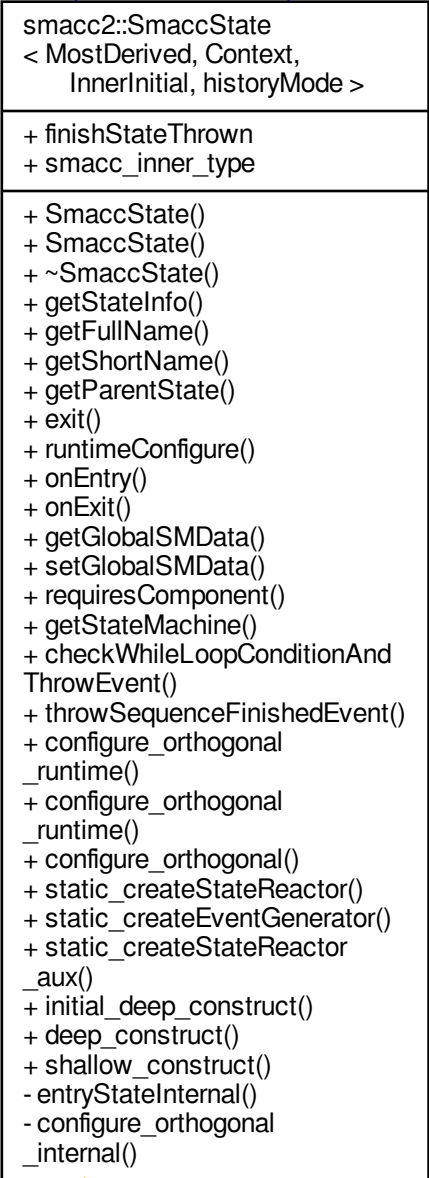 smacc2::SmaccState
< MostDerived, Context,
InnerInitial, historyMode >
+ finishStateThrown
+ smacc_inner_type
+ SmaccState()
+ SmaccState()
+ ~SmaccState()
+ getStateInfo()
+ getFullName()
+ getShortName()
+ getParentState()
+ exit()
+ runtimeConfigure()
+ onEntry()
+ onExit()
+ getGlobalSMData()
+ setGlobalSMData()
+ requiresComponent()
+ getStateMachine()
+ checkWhileLoopConditionAnd
ThrowEvent()
+ throwSequenceFinishedEvent()
+ configure_orthogonal
_runtime()
+ configure_orthogonal
_runtime()
+ configure_orthogonal()
+ static_createStateReactor()
+ static_createEventGenerator()
+ static_createStateReactor
_aux()
+ initial_deep_construct()
+ deep_construct()
+ shallow_construct()
- entryStateInternal()
- configure_orthogonal
_internal()